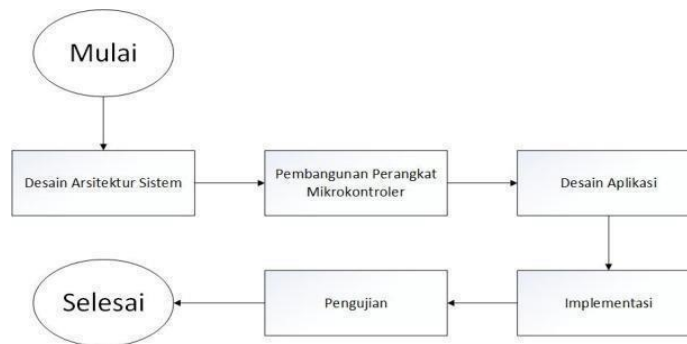 Mulai
Desain Arsitektur Sistem
Pembangunan Perangkat
Mikrokontroler
Desain Aplikasi
Implementasi
Pengujian
Selesai